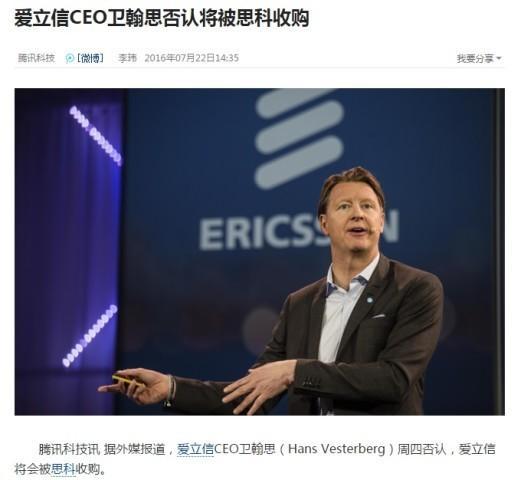 爱立信CEO卫翰思否认将被思科收购
腾讯科技 [微博] 李玮 2016年07月22日14:35 我要分享
ERICSSON
腾讯科技讯 据外媒报道，爱立信CEO卫翰思（Hans Vesterberg）周四否认，爱立信
将会被思科收购。